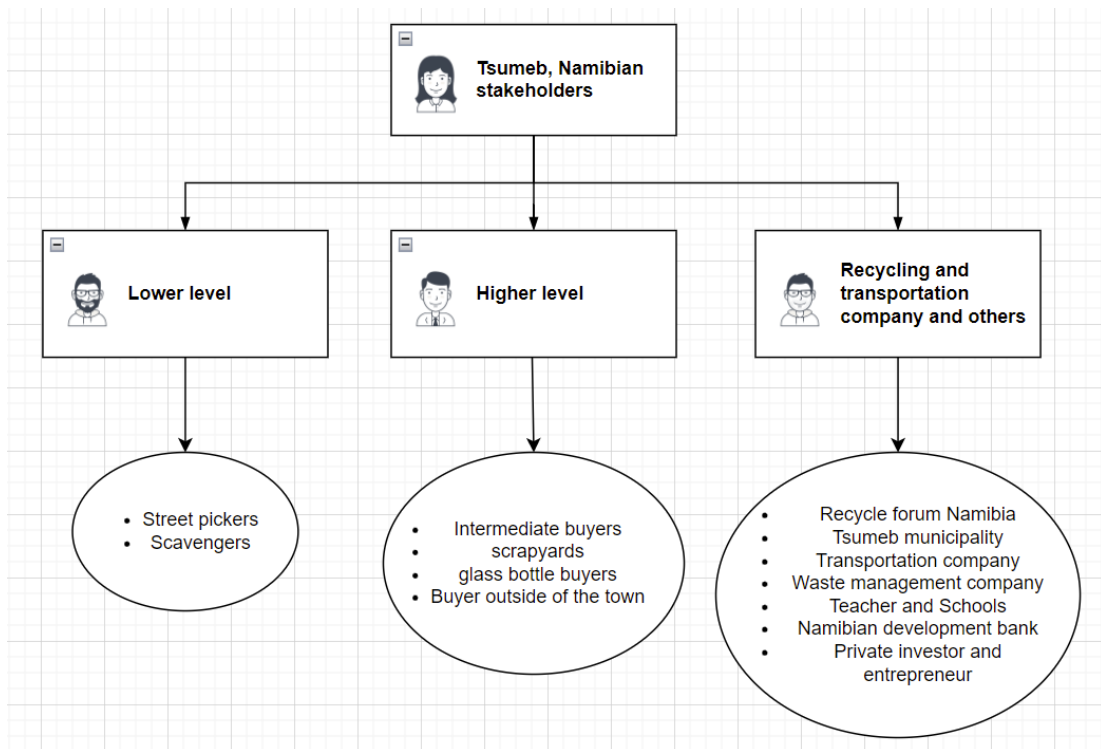 Tsumeb, Namibian
stakeholders
Lower level
Higher level
Recycling and
transportation
company and others
• Street pickers
• Scavengers
• Intermediate buyers
• scrapyards
• glass bottle buyers
• Buyer outside of the town
• Recycle forum Namibia
• Tsumeb municipality
• Transportation company
• Waste management company
• Teacher and Schools
• Namibian development bank
• Private investor and
entrepreneur